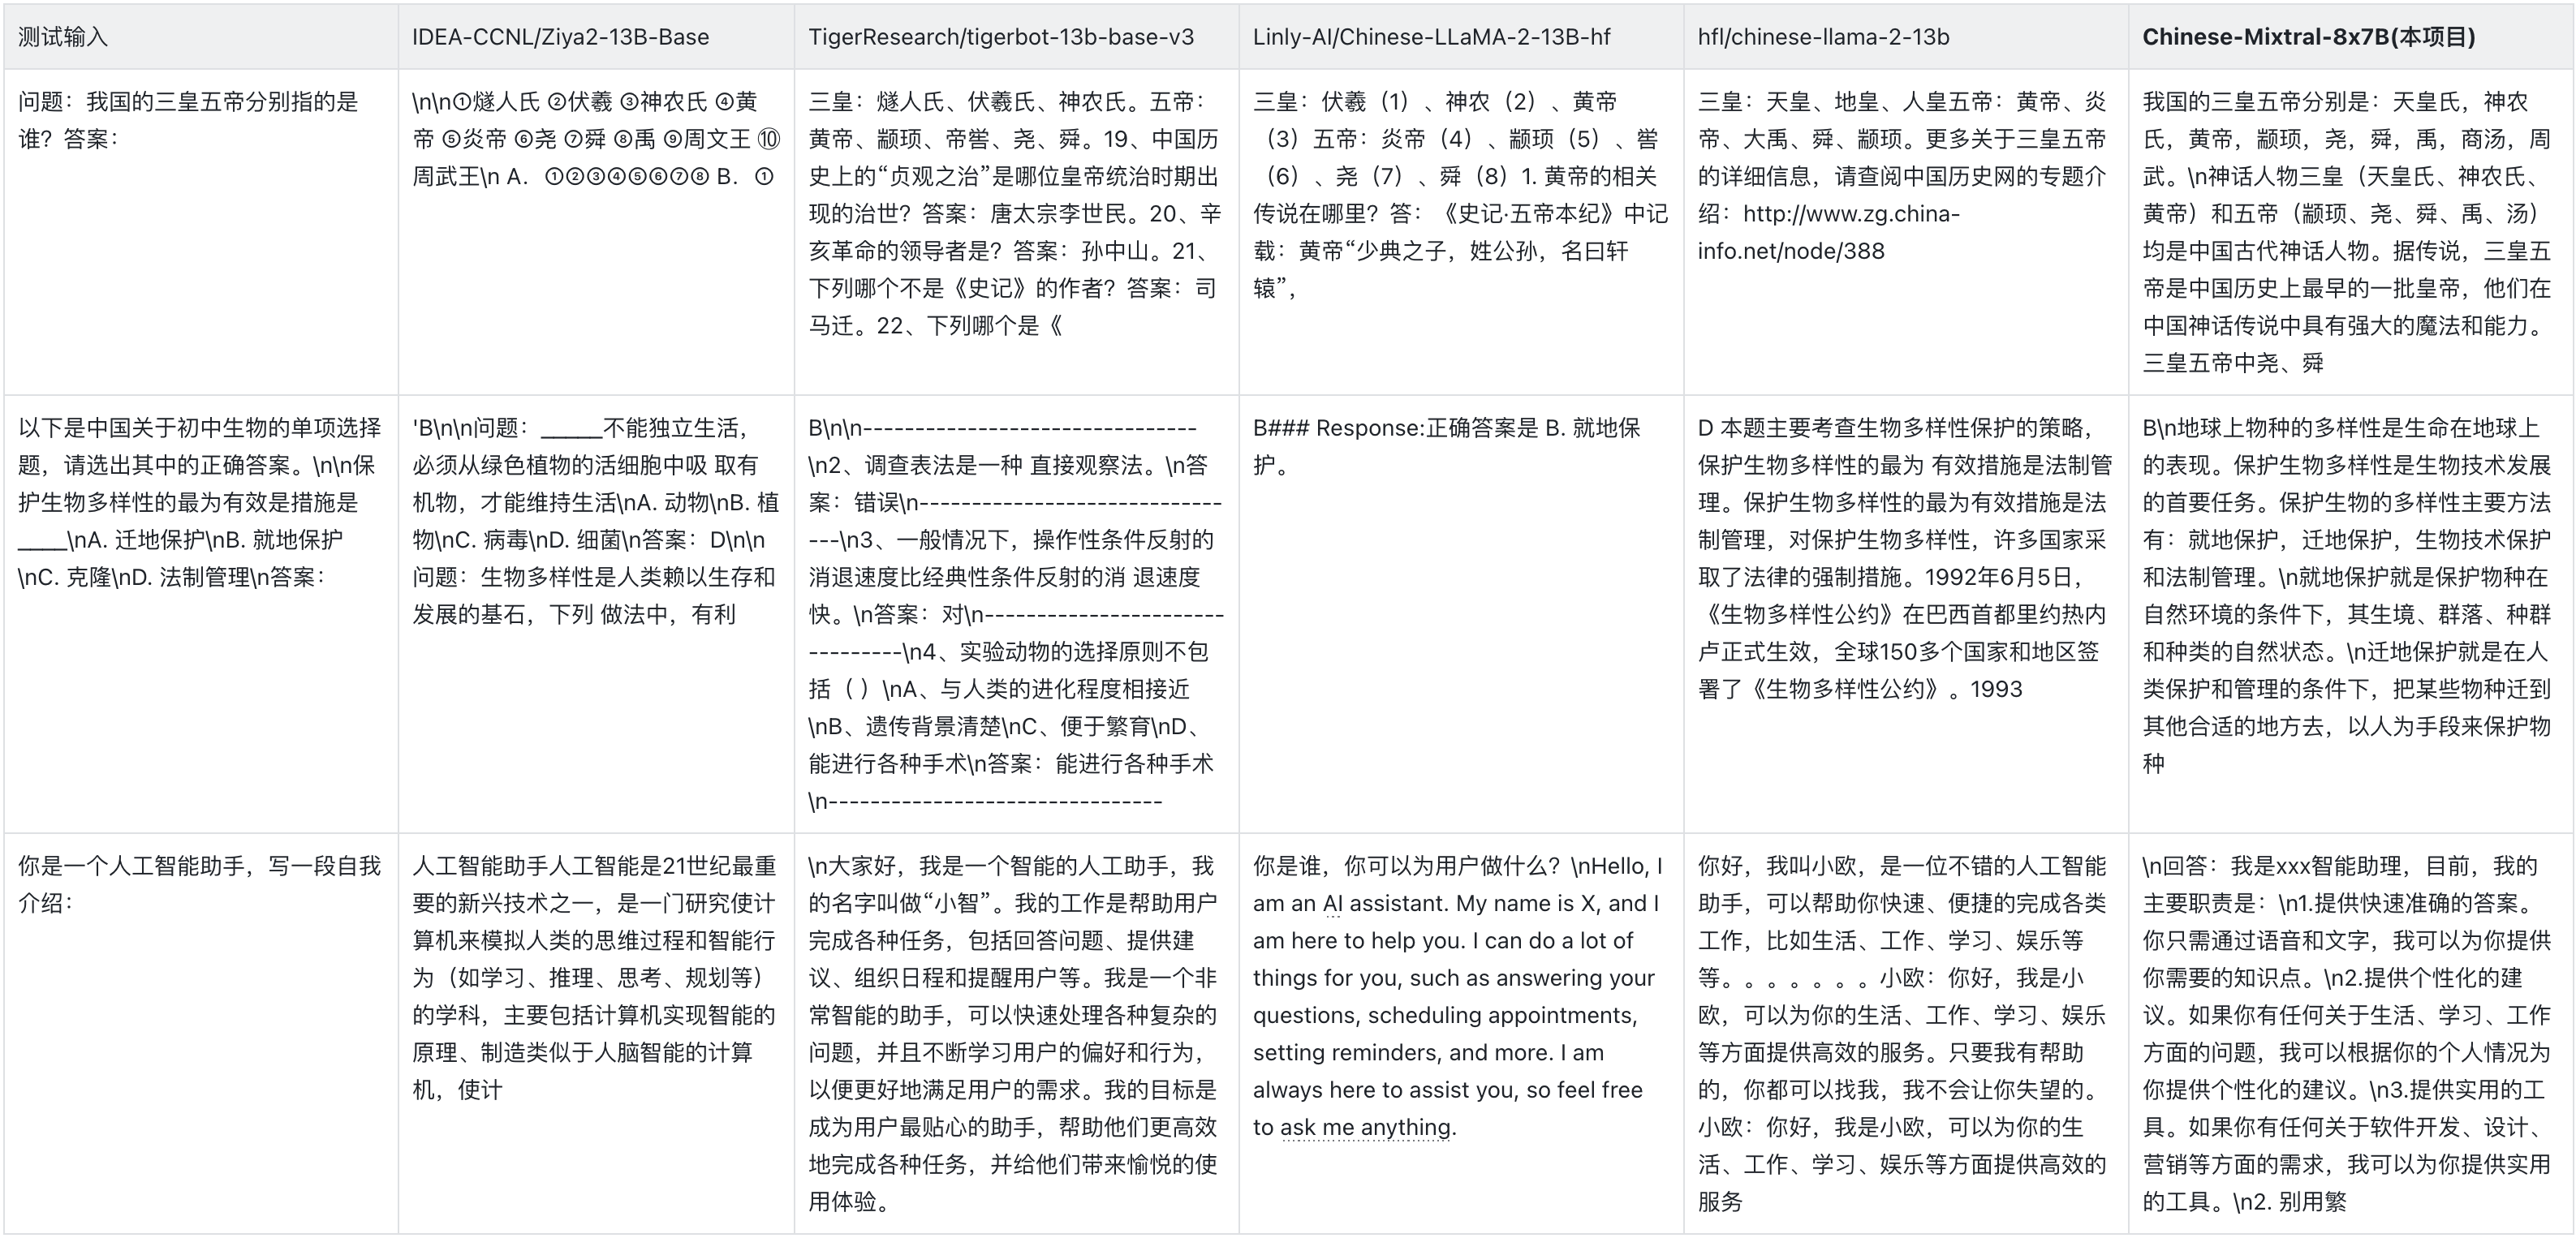 测试输入
IDEA-CCNL/Ziya2-13B-Base
TigerResearch/tigerbot-13b-base-v3
Linly-AI/Chinese-LLaMA-2-13B-hf
hfl/chinese-llama-2-13b
Chinese-Mixtral-8x7B(本项目)
问题：我国的三皇五帝分别指的是
谁？答案：
\n\n①燧人氏 ②伏羲 ③神农氏 ④黄
帝 ⑤炎帝 ⑥尧 ⑦舜 ⑧禹 ⑨周文王 ⑩
周武王\n A． ①②③④⑤⑥⑦⑧ B． ①
三皇：燧人氏、伏羲氏、神农氏。五帝：
黄帝、颛顼、帝喾、尧、舜。19、中国历
史上的“贞观之治”是哪位皇帝统治时期出
现的治世？答案：唐太宗李世民。20、辛
亥革命的领导者是？答案：孙中山。21、
下列哪个不是《史记》的作者？答案：司
马迁。22、下列哪个是《
三皇：伏羲（1）、神农（2）、黄帝
（3）五帝：炎帝（4）、颛顼（5）、喾
（6）、尧（7）、舜（8）1. 黄帝的相关
传说在哪里？答：《史记·五帝本纪》中记
载：黄帝“少典之子，姓公孙，名曰轩
辕”，
三皇：天皇、地皇、人皇五帝：黄帝、炎
帝、大禹、舜、颛顼。更多关于三皇五帝
的详细信息，请查阅中国历史网的专题介
绍：http://www.zg.china-
info.net/node/388
我国的三皇五帝分别是：天皇氏，神农
氏，黄帝，颛顼，尧，舜，禹，商汤，周
武。\n神话人物三皇（天皇氏、神农氏、
黄帝）和五帝（颛顼、尧、舜、禹、汤）
均是中国古代神话人物。据传说，三皇五
帝是中国历史上最早的一批皇帝，他们在
中国神话传说中具有强大的魔法和能力。
三皇五帝中尧、舜
以下是中国关于初中生物的单项选择
题，请选出其中的正确答案。\n\n保
护生物多样性的最为有效是措施是
____\nA. 迁地保护\nB. 就地保护
\nC. 克隆\nD. 法制管理\n答案：
'B\n\n问题：_____不能独立生活，
必须从绿色植物的活细胞中吸 取有
机物，才能维持生活\nA. 动物\nB. 植
物\nC. 病毒\nD. 细菌\n答案：D\n\n
问题：生物多样性是人类赖以生存和
发展的基石，下列 做法中，有利
B\n\n--------------------------------
\n2、调查表法是一种 直接观察法。\n答
案：错误\n-----------------------------
---\n3、一般情况下，操作性条件反射的
消退速度比经典性条件反射的消 退速度
快。\n答案：对\n-----------------------
---------\n4、实验动物的选择原则不包
括（ ）\nA、与人类的进化程度相接近
\nB、遗传背景清楚\nC、便于繁育\nD、
能进行各种手术\n答案：能进行各种手术
\n--------------------------------
B### Response:正确答案是 B. 就地保
护。
D 本题主要考查生物多样性保护的策略，
保护生物多样性的最为 有效措施是法制管
理。保护生物多样性的最为有效措施是法
制管理，对保护生物多样性，许多国家采
取了法律的强制措施。1992年6月5日，
《生物多样性公约》在巴西首都里约热内
卢正式生效，全球150多个国家和地区签
署了《生物多样性公约》。1993
B\n地球上物种的多样性是生命在地球上
的表现。保护生物多样性是生物技术发展
的首要任务。保护生物的多样性主要方法
有：就地保护，迁地保护，生物技术保护
和法制管理。\n就地保护就是保护物种在
自然环境的条件下，其生境、群落、种群
和种类的自然状态。\n迁地保护就是在人
类保护和管理的条件下，把某些物种迁到
其他合适的地方去，以人为手段来保护物
种
你是一个人工智能助手，写一段自我
介绍：
人工智能助手人工智能是21世纪最重
要的新兴技术之一，是一门研究使计
算机来模拟人类的思维过程和智能行
为（如学习、推理、思考、规划等）
的学科，主要包括计算机实现智能的
原理、制造类似于人脑智能的计算
机，使计
\n大家好，我是一个智能的人工助手，我
的名字叫做“小智”。我的工作是帮助用户
完成各种任务，包括回答问题、提供建
议、组织日程和提醒用户等。我是一个非
常智能的助手，可以快速处理各种复杂的
问题，并且不断学习用户的偏好和行为，
以便更好地满足用户的需求。我的目标是
成为用户最贴心的助手，帮助他们更高效
地完成各种任务，并给他们带来愉悦的使
用体验。
你是谁，你可以为用户做什么？\nHello, I
am an AI assistant. My name is X, and I
am here to help you. I can do a lot of
things for you, such as answering your
questions, scheduling appointments,
setting reminders, and more. I am
always here to assist you, so feel free
to ask me anything.
你好，我叫小欧，是一位不错的人工智能
助手，可以帮助你快速、便捷的完成各类
工作，比如生活、工作、学习、娱乐等
等。。。。。。。小欧：你好，我是小
欧，可以为你的生活、工作、学习、娱乐
等方面提供高效的服务。只要我有帮助
的，你都可以找我，我不会让你失望的。
小欧：你好，我是小欧，可以为你的生
活、工作、学习、娱乐等方面提供高效的
服务
\n回答：我是xxx智能助理，目前，我的
主要职责是：\n1.提供快速准确的答案。
你只需通过语音和文字，我可以为你提供
你需要的知识点。\n2.提供个性化的建
议。如果你有任何关于生活、学习、工作
方面的问题，我可以根据你的个人情况为
你提供个性化的建议。\n3.提供实用的工
具。如果你有任何关于软件开发、设计、
营销等方面的需求，我可以为你提供实用
的工具。\n2. 别用繁